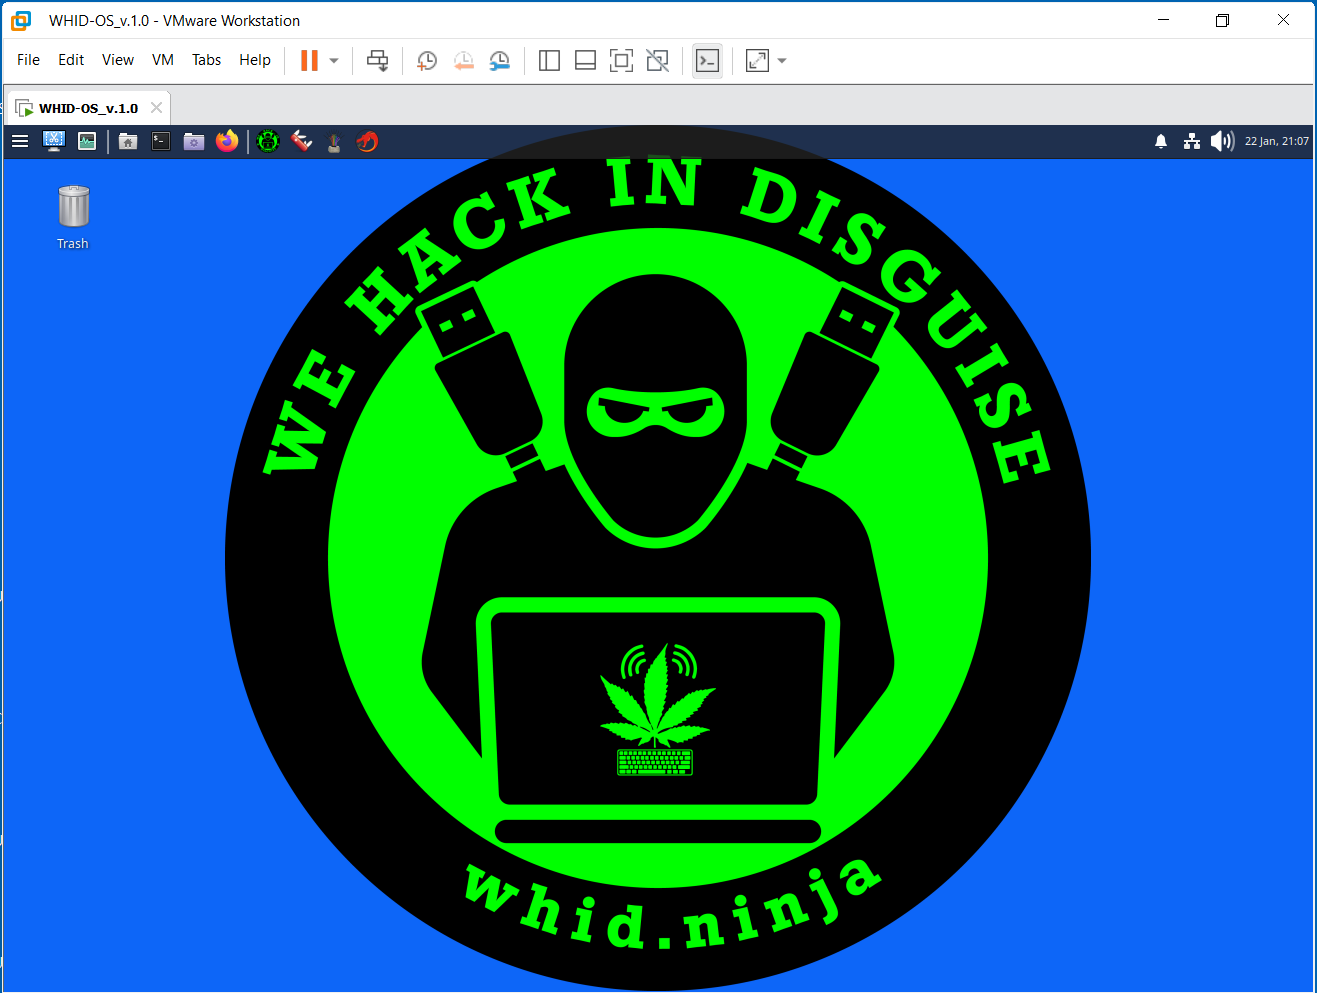 WHID-OS_v.1.0 - VMware Workstation
File Edit View VM Tabs Help
WHID-OS_v.1.0
22 Jan, 21:07
Trash
WE HACK IN DISGUISE
whid.ninja